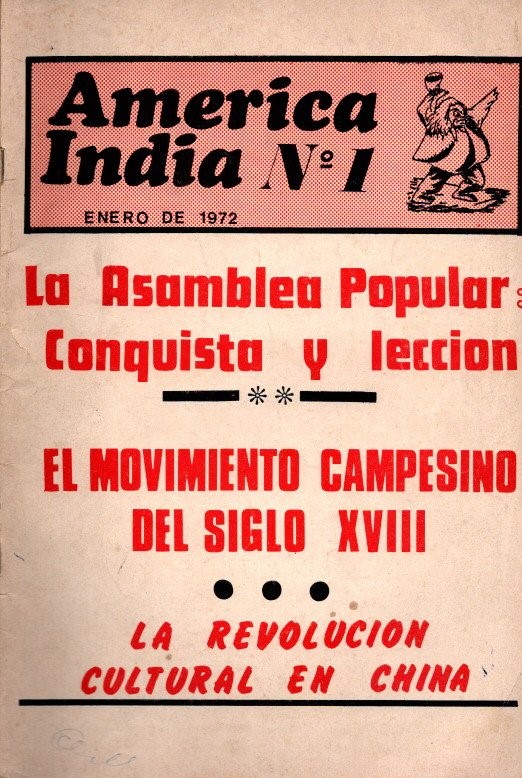 America
India Nº 1
ENERO DE 1972
La Asamblea Popular:
Conquista y leccion
EL MOVIMIENTO CAMPESINO
DEL SIGLO XVIII
LA REVOLUCION
CULTURAL EN CHINA